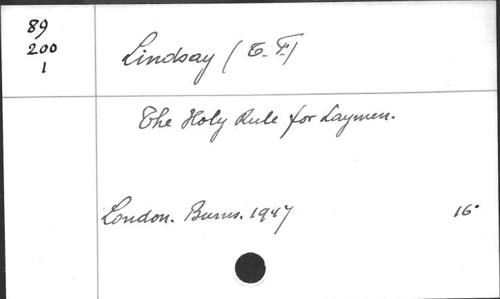 89
200
1
Lindsay (E. F.)
The Holy Rule for Laymen.
London. Burns. 1947 16°